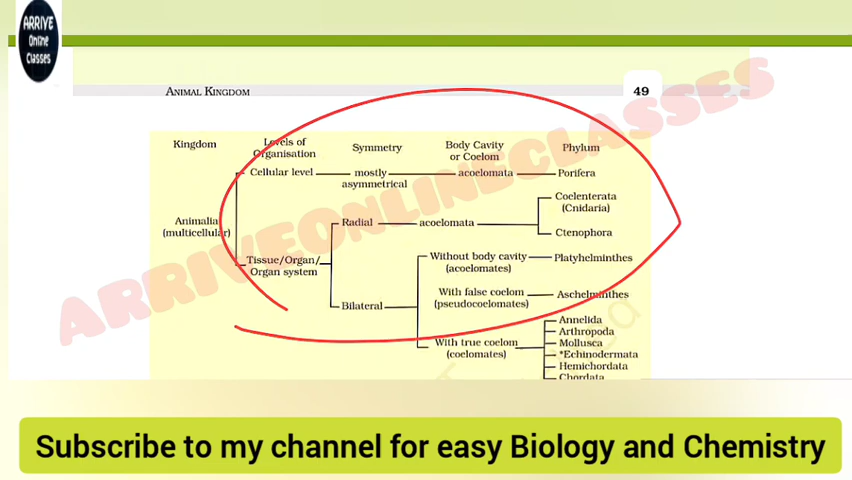 ARRIVE
Online
Classes
ANIMAL KINGDOM
49
Kingdom
Levels of
Organisation
Symmetry
Body Cavity
or Coelom
Phylum
Cellular level
mostly
asymmetrical
acoelomata
Porifera
Animalia
(multicellular)
Radial
acoelomata
Coelenterata
(Cnidaria)
Ctenophora
Tissue/Organ/
Organ system
Without body cavity
(acoelomates)
Platyhelminthes
Bilateral
With false coelom
(pseudocoelomates)
Aschelminthes
With true coelom
(coelomates)
Annelida
Arthropoda
Mollusca
*Echinodermata
Hemichordata
Chordata
ARRIVEONLINECLASSES
Subscribe to my channel for easy Biology and Chemistry